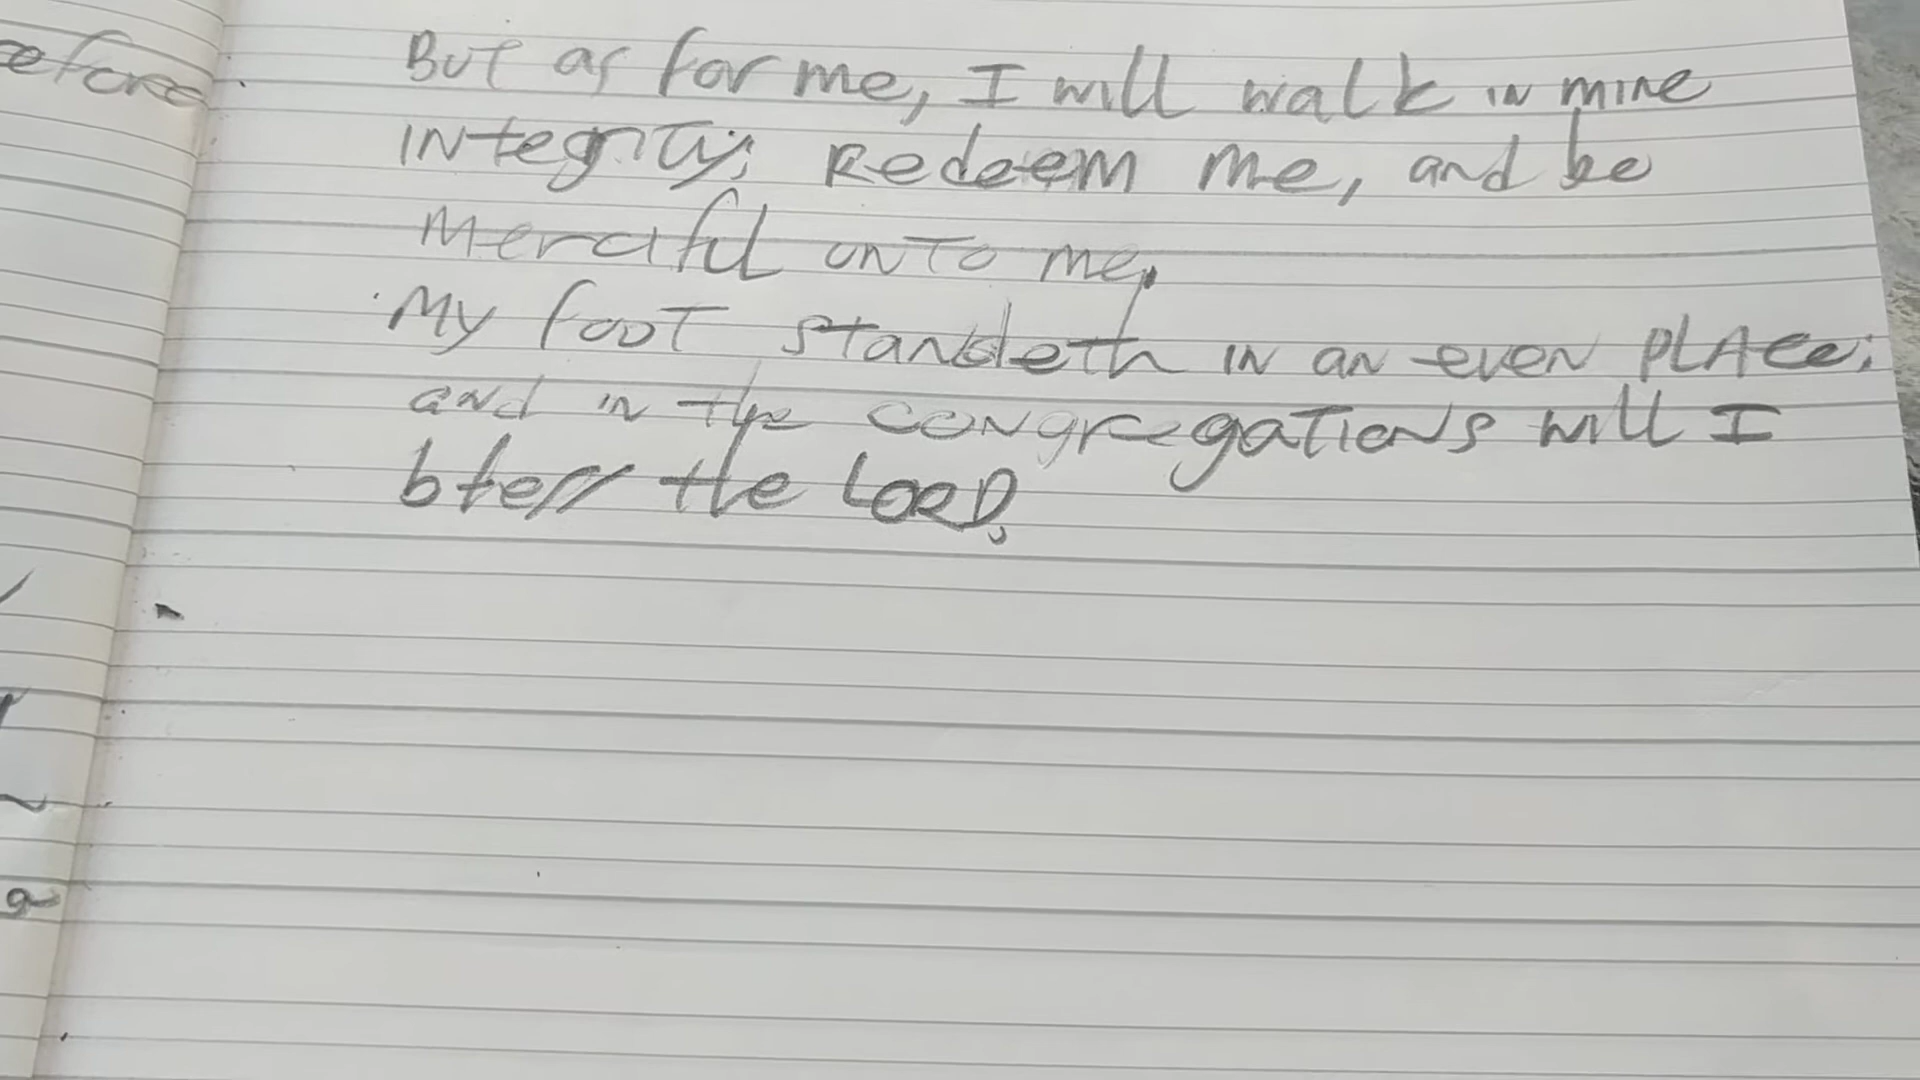 efore
But as for me, I will walk in mine
integrity: Redeem me, and be
merciful unto me.
My foot standeth in an even place:
and in the congregations will I
bless the LORD.